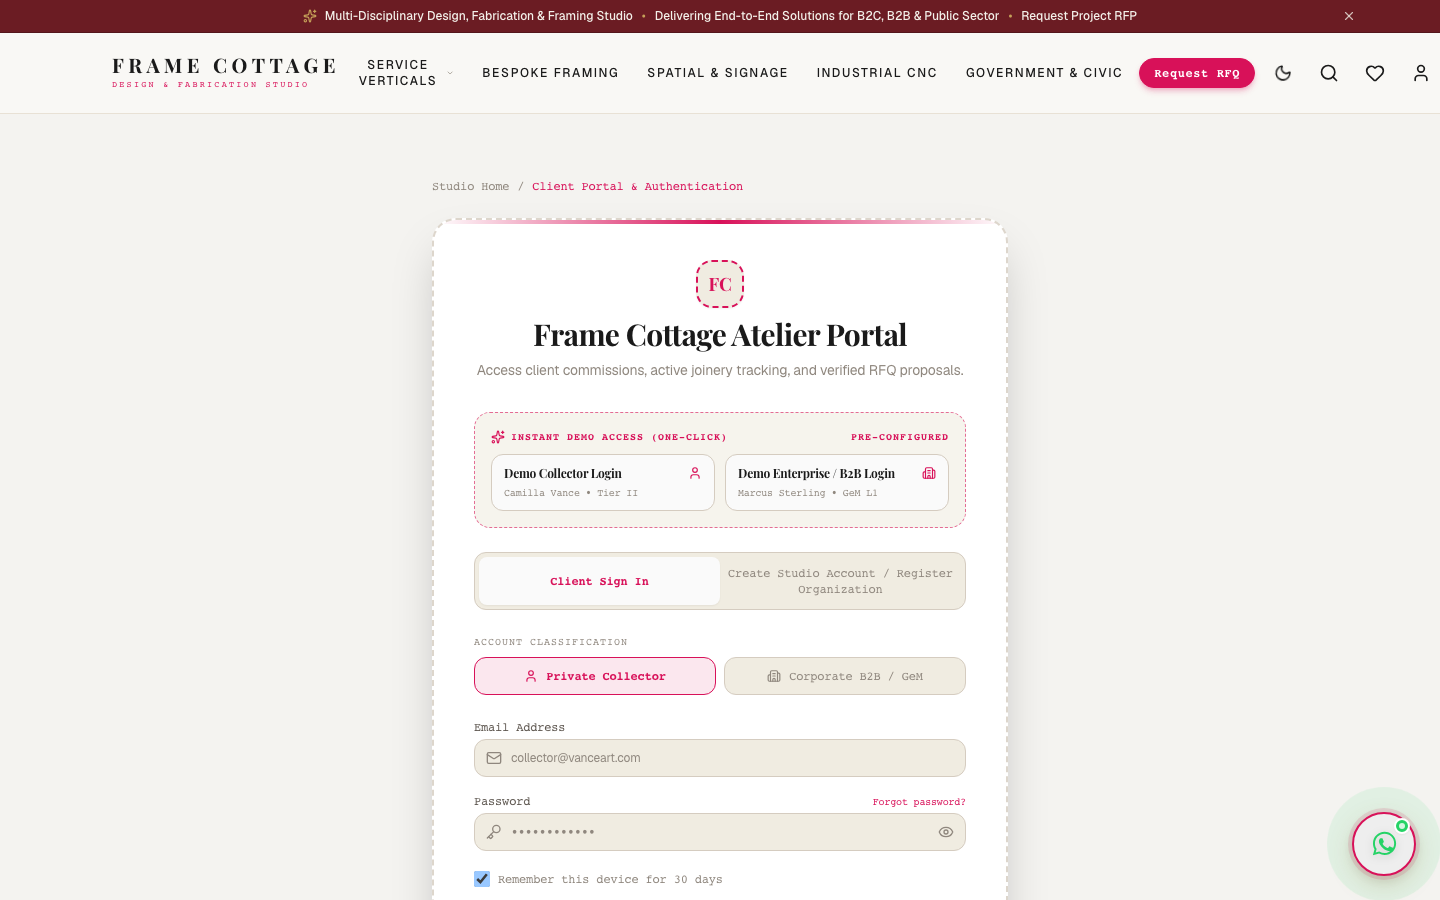 Multi-Disciplinary Design, Fabrication & Framing Studio • Delivering End-to-End Solutions for B2C, B2B & Public Sector • Request Project RFP
FRAME COTTAGE
DESIGN & FABRICATION STUDIO
SERVICE VERTICALS
BESPOKE FRAMING
SPATIAL & SIGNAGE
INDUSTRIAL CNC
GOVERNMENT & CIVIC
Request RFQ
Studio Home / Client Portal & Authentication
FC
Frame Cottage Atelier Portal
Access client commissions, active joinery tracking, and verified RFQ proposals.
INSTANT DEMO ACCESS (ONE-CLICK)
PRE-CONFIGURED
Demo Collector Login
Camilla Vance • Tier II
Demo Enterprise / B2B Login
Marcus Sterling • GeM L1
Client Sign In
Create Studio Account / Register
Organization
ACCOUNT CLASSIFICATION
Private Collector
Corporate B2B / GeM
Email Address
collector@vanceart.com
Password
Forgot password?
••••••••••••
Remember this device for 30 days